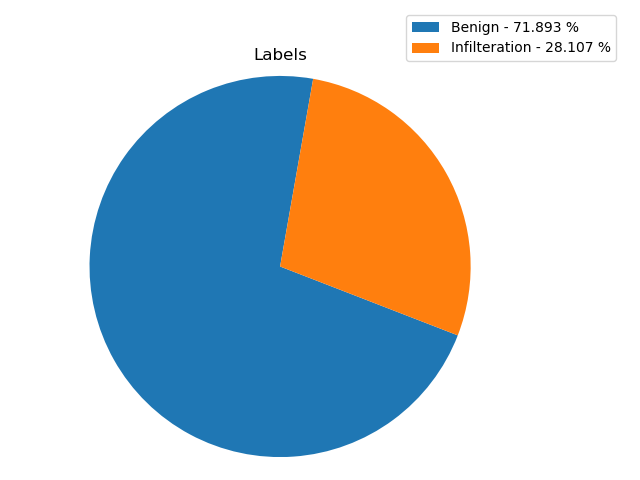 Benign - 71.893 %
Infilteration - 28.107 %
Labels